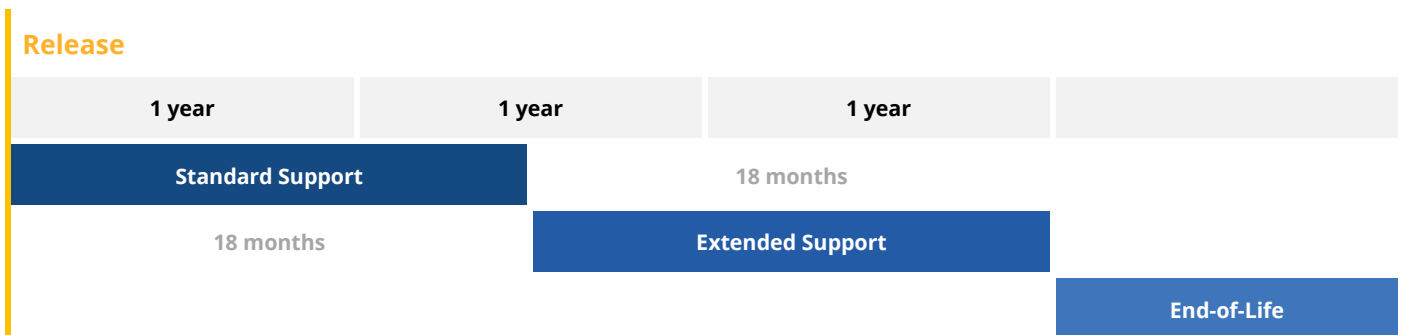 Release
1 year
1 year
1 year
Standard Support
18 months
18 months
Extended Support
End-of-Life